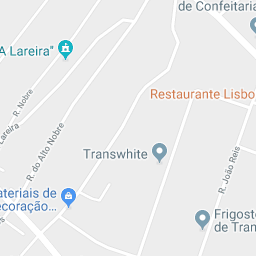 de Confeitaria
A Lareira"
R. Nobre
Lareira
Restaurante Lisbo
R. do Alto Nobre
Transwhite
R. João Reis
ateriais de
ecoração...
Frigost
de Tran